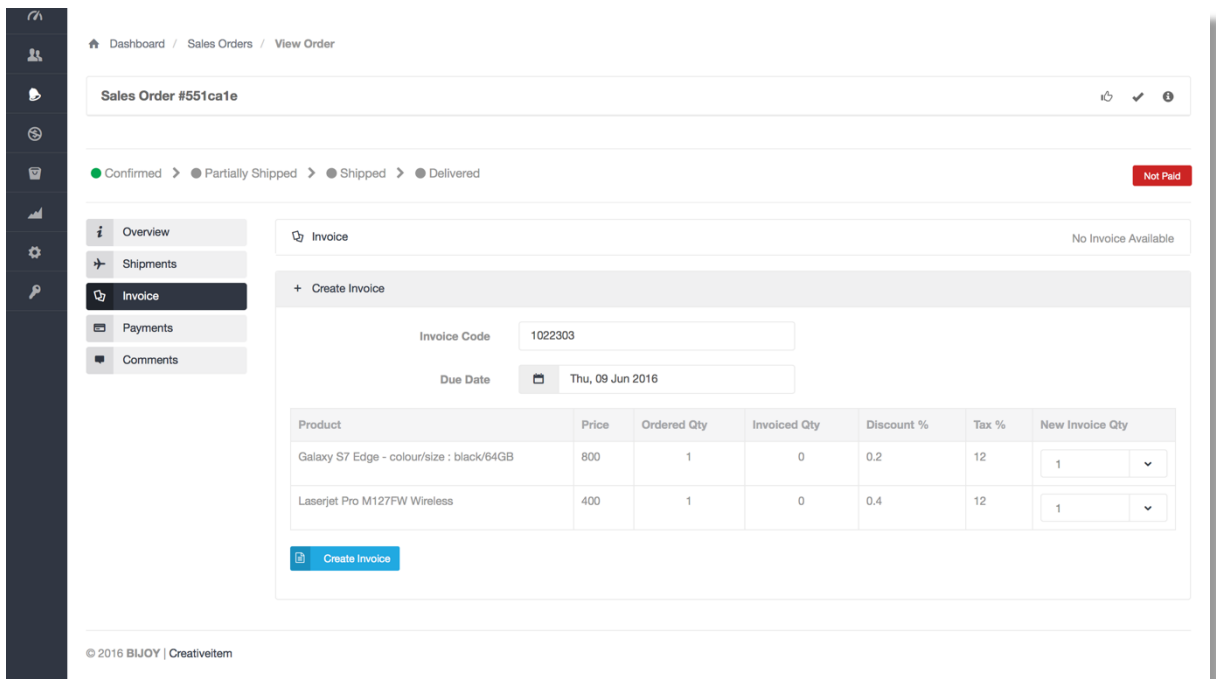 Dashboard / Sales Orders / View Order
Sales Order #551ca1e
Confirmed > Partially Shipped > Shipped > Delivered Not Paid
Overview
Shipments
Invoice
Payments
Comments
Invoice No Invoice Available
+ Create Invoice
Invoice Code 1022303
Due Date Thu, 09 Jun 2016
Product Price Ordered Qty Invoiced Qty Discount % Tax % New Invoice Qty
Galaxy S7 Edge - colour/size : black/64GB 800 1 0 0.2 12 1
Laserjet Pro M127FW Wireless 400 1 0 0.4 12 1
Create Invoice
© 2016 BIJOY | Creativeitem